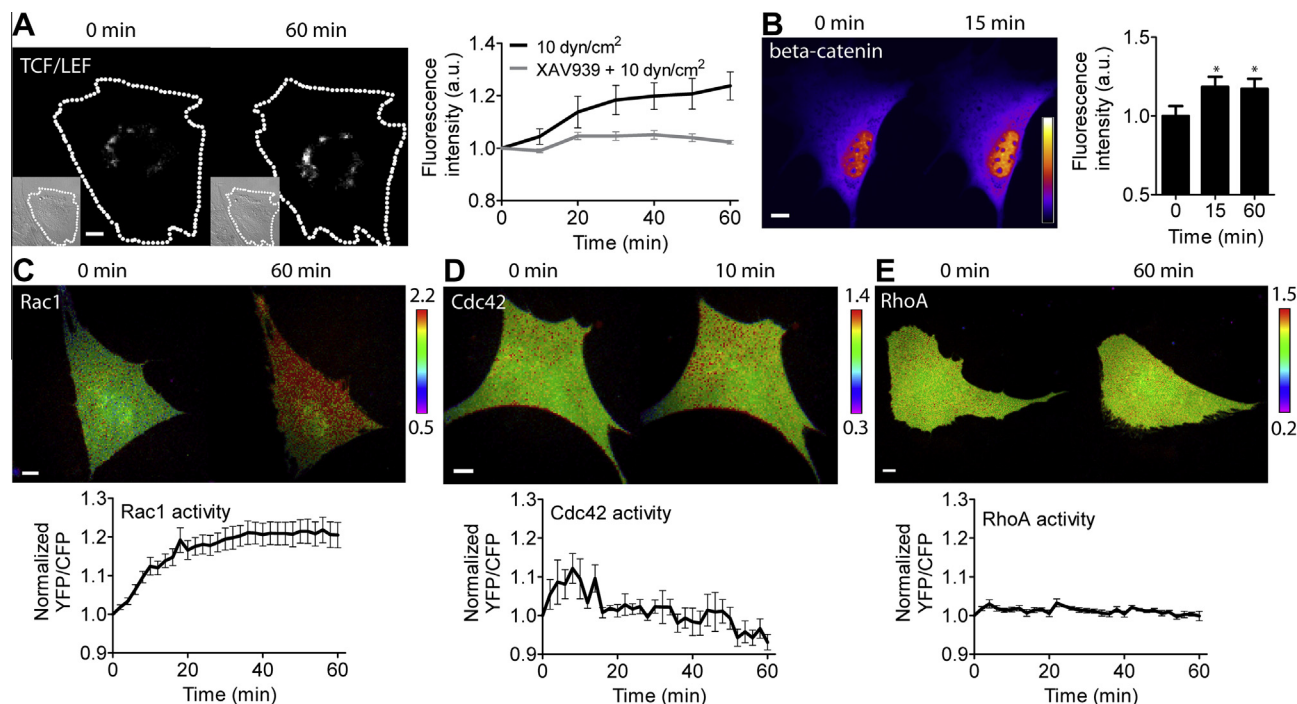 A
0 min
60 min
TCF/LEF
Fluorescence
intensity (a.u.)
1.4
1.2
1.0
0.8
10 dyn/cm²
XAV939 + 10 dyn/cm²
0
20
40
60
Time (min)
B
0 min
15 min
beta-catenin
Fluorescence
intensity (a.u.)
1.5
1.0
0.5
*
*
0
15
60
Time (min)
C
0 min
60 min
Rac1
2.2
0.5
Normalized
YFP/CFP
1.3
1.2
1.1
1.0
0.9
Rac1 activity
0
20
40
60
Time (min)
D
0 min
10 min
Cdc42
1.4
0.3
Normalized
YFP/CFP
1.3
1.2
1.1
1.0
0.9
Cdc42 activity
0
20
40
60
Time (min)
E
0 min
60 min
RhoA
1.5
0.2
Normalized
YFP/CFP
1.3
1.2
1.1
1.0
0.9
RhoA activity
0
20
40
60
Time (min)